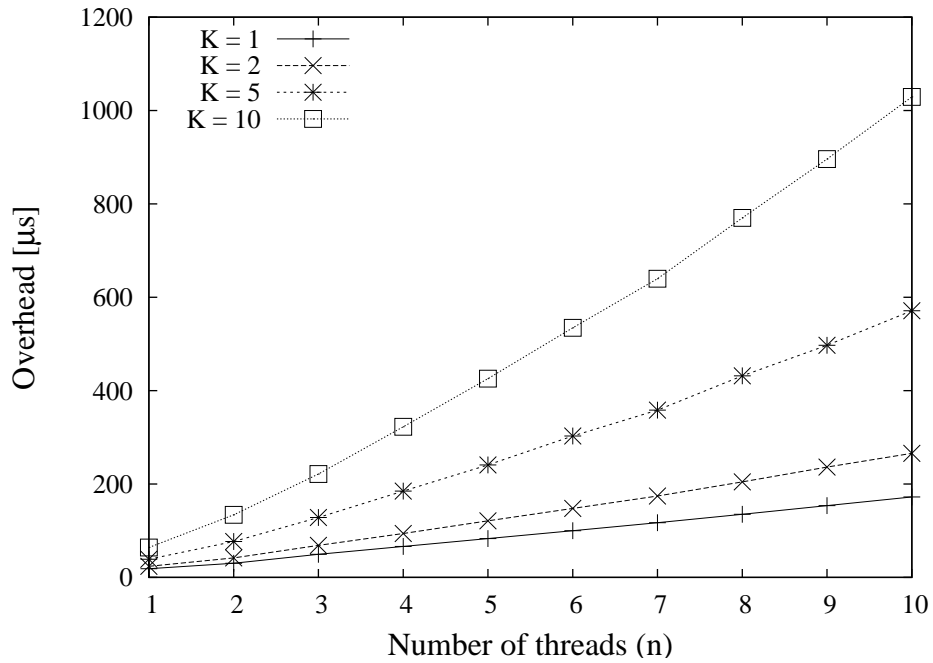 1200
1000
800
600
400
200
0
Overhead [μs]
K = 1
K = 2
K = 5
K = 10
1 2 3 4 5 6 7 8 9 10
Number of threads (n)